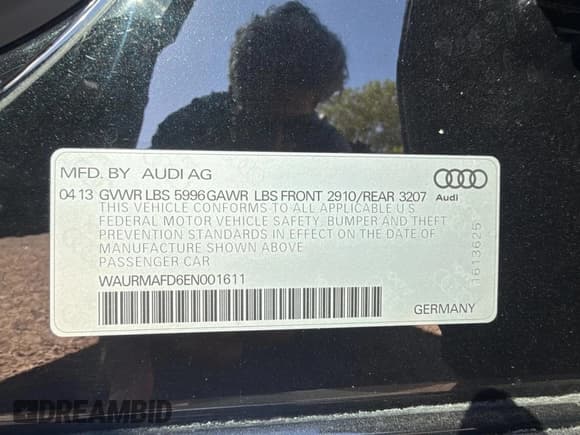 MFD. BY AUDI AG
0413 GVWR LBS 5996 GAWR LBS FRONT 2910/REAR 3207
Audi
THIS VEHICLE CONFORMS TO ALL APPLICABLE U.S
FEDERAL MOTOR VEHICLE SAFETY, BUMPER AND THEFT
PREVENTION STANDARDS IN EFFECT ON THE DATE
OF MANUFACTURE SHOWN ABOVE
PASSENGER CAR
WAURMAFD6EN001611
1613625
GERMANY
DREAMBID